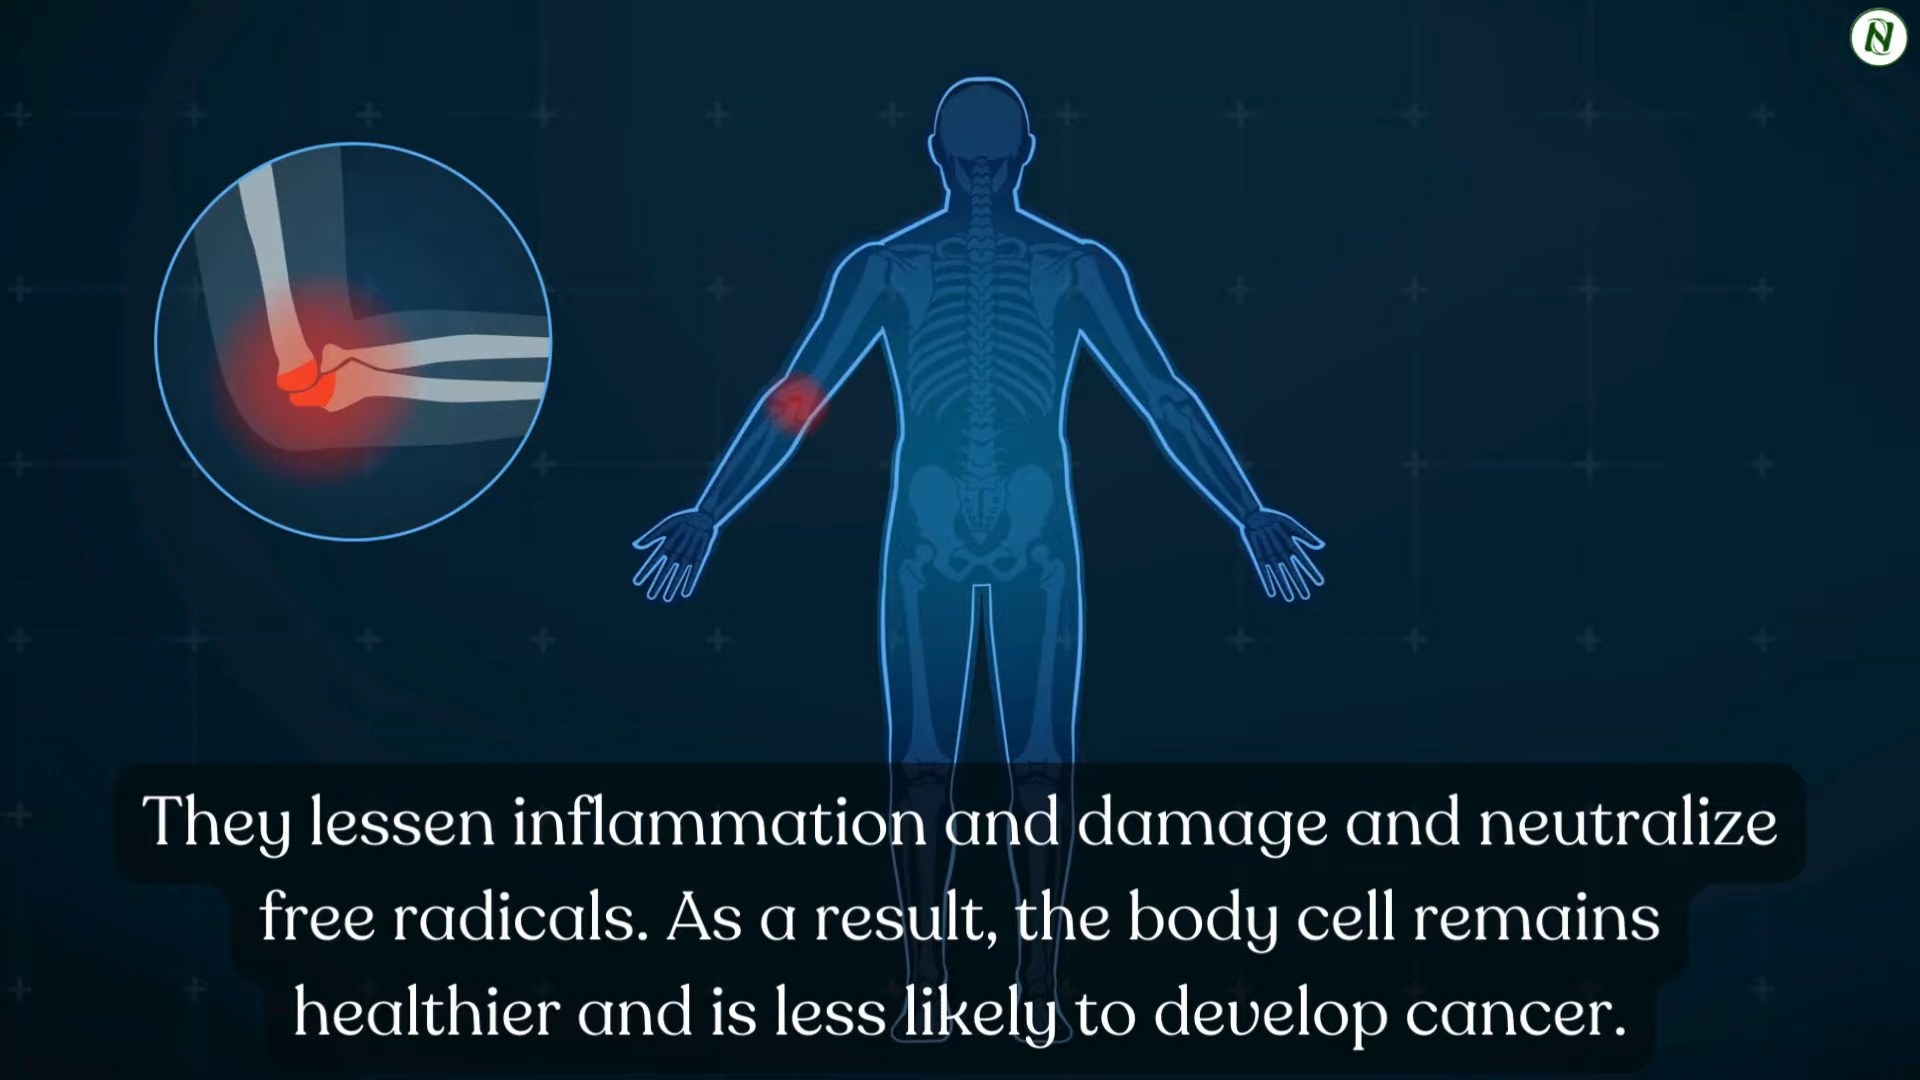 N
They lessen inflammation and damage and neutralize
free radicals. As a result, the body cell remains
healthier and is less likely to develop cancer.